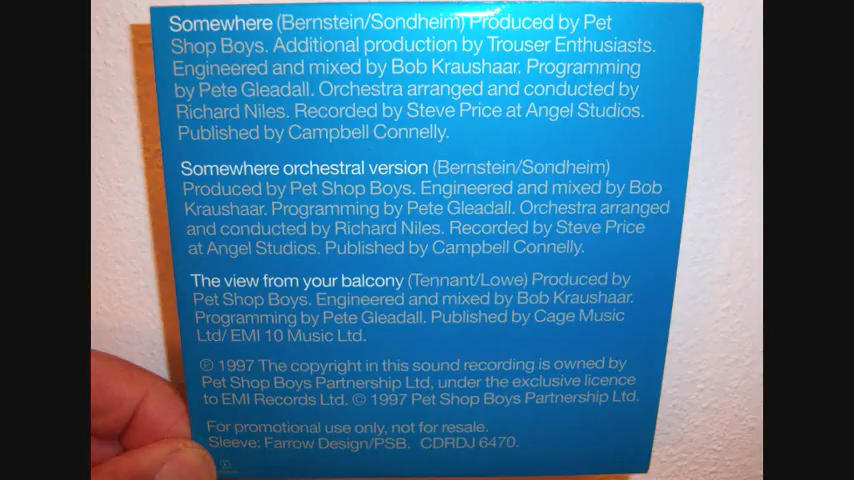 Somewhere (Bernstein/Sondheim) Produced by Pet
Shop Boys. Additional production by Trouser Enthusiasts.
Engineered and mixed by Bob Kraushaar. Programming
by Pete Gleadall. Orchestra arranged and conducted by
Richard Niles. Recorded by Steve Price at Angel Studios.
Published by Campbell Connelly.
Somewhere orchestral version (Bernstein/Sondheim)
Produced by Pet Shop Boys. Engineered and mixed by Bob
Kraushaar. Programming by Pete Gleadall. Orchestra arranged
and conducted by Richard Niles. Recorded by Steve Price
at Angel Studios. Published by Campbell Connelly.
The view from your balcony (Tennant/Lowe) Produced by
Pet Shop Boys. Engineered and mixed by Bob Kraushaar.
Programming by Pete Gleadall. Published by Cage Music
Ltd/ EMI 10 Music Ltd.
℗ 1997 The copyright in this sound recording is owned by
Pet Shop Boys Partnership Ltd, under the exclusive licence
to EMI Records Ltd. © 1997 Pet Shop Boys Partnership Ltd.
For promotional use only, not for resale.
Sleeve: Farrow Design/PSB. CDRDJ 6470.